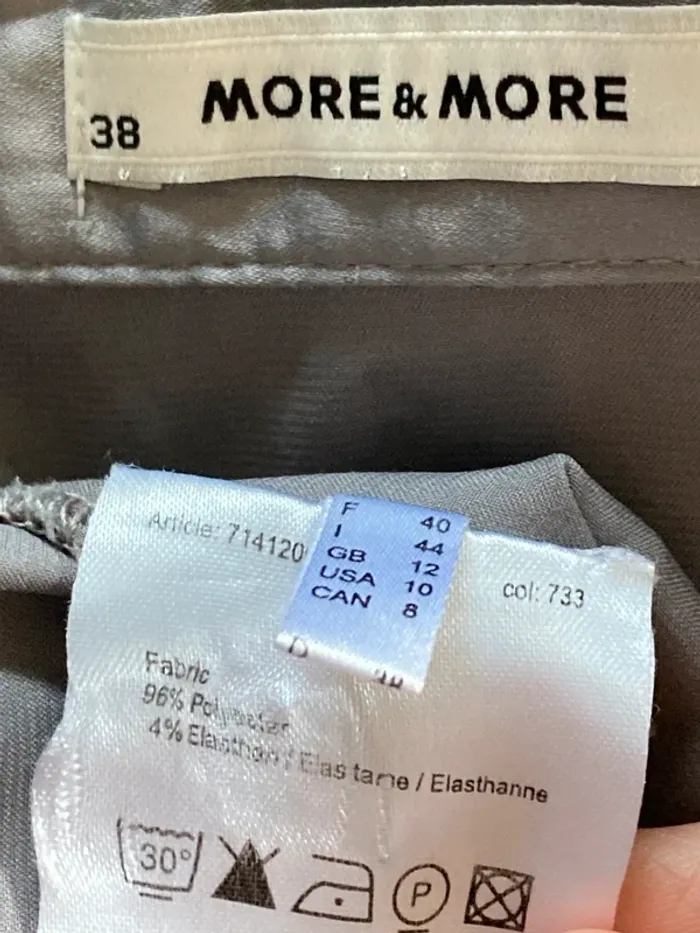 MORE & MORE
38
Article: 714120
F 40
I 44
GB 12
USA 10
CAN 8
D
col: 733
Fabric
96% Polyester
4% Elasthan / Elastane / Elasthanne
30°
P